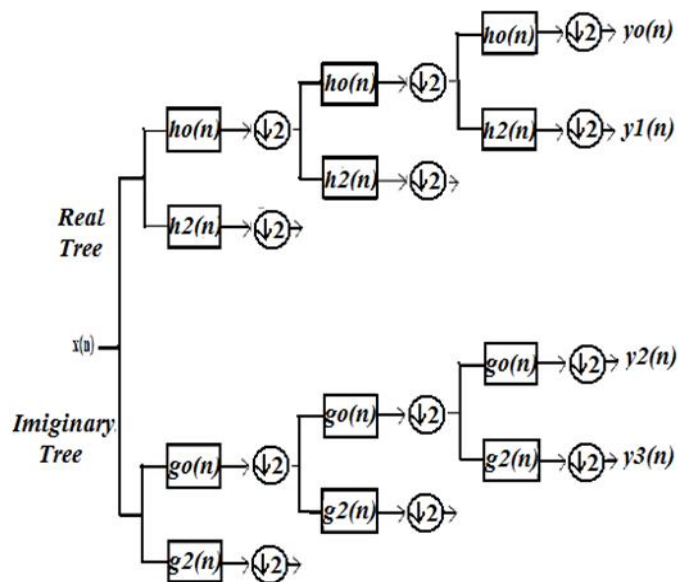 ho(n) ↓2 yo(n)
ho(n) ↓2
ho(n) ↓2 h2(n) ↓2 y1(n)
h2(n) ↓2
Real
Tree
h2(n) ↓2
x(n)
go(n) ↓2 y2(n)
Imiginary
Tree
go(n) ↓2
go(n) ↓2 g2(n) ↓2 y3(n)
g2(n) ↓2
g2(n) ↓2